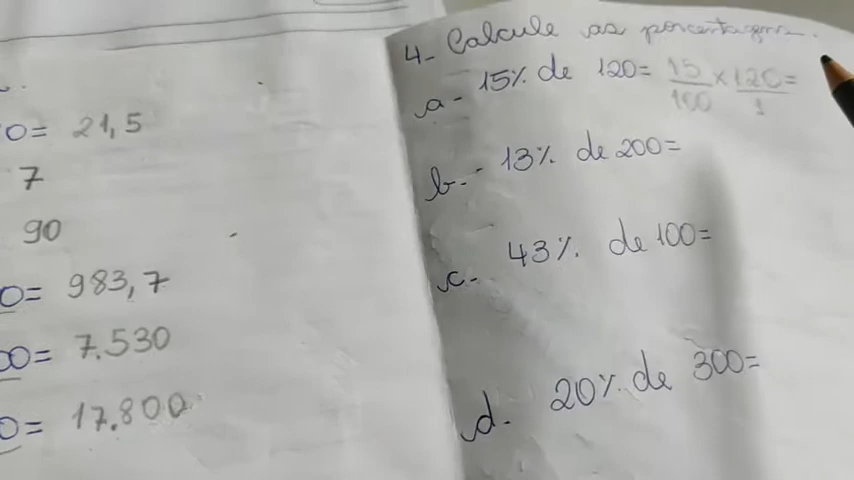 0= 21,5
7
90
0= 983,7
00= 7.530
0= 17.800
4- Calcule as porcentagens.
a- 15% de 120= 15/100 x 120/1 =
b- 13% de 200=
c- 43% de 100=
d- 20% de 300=